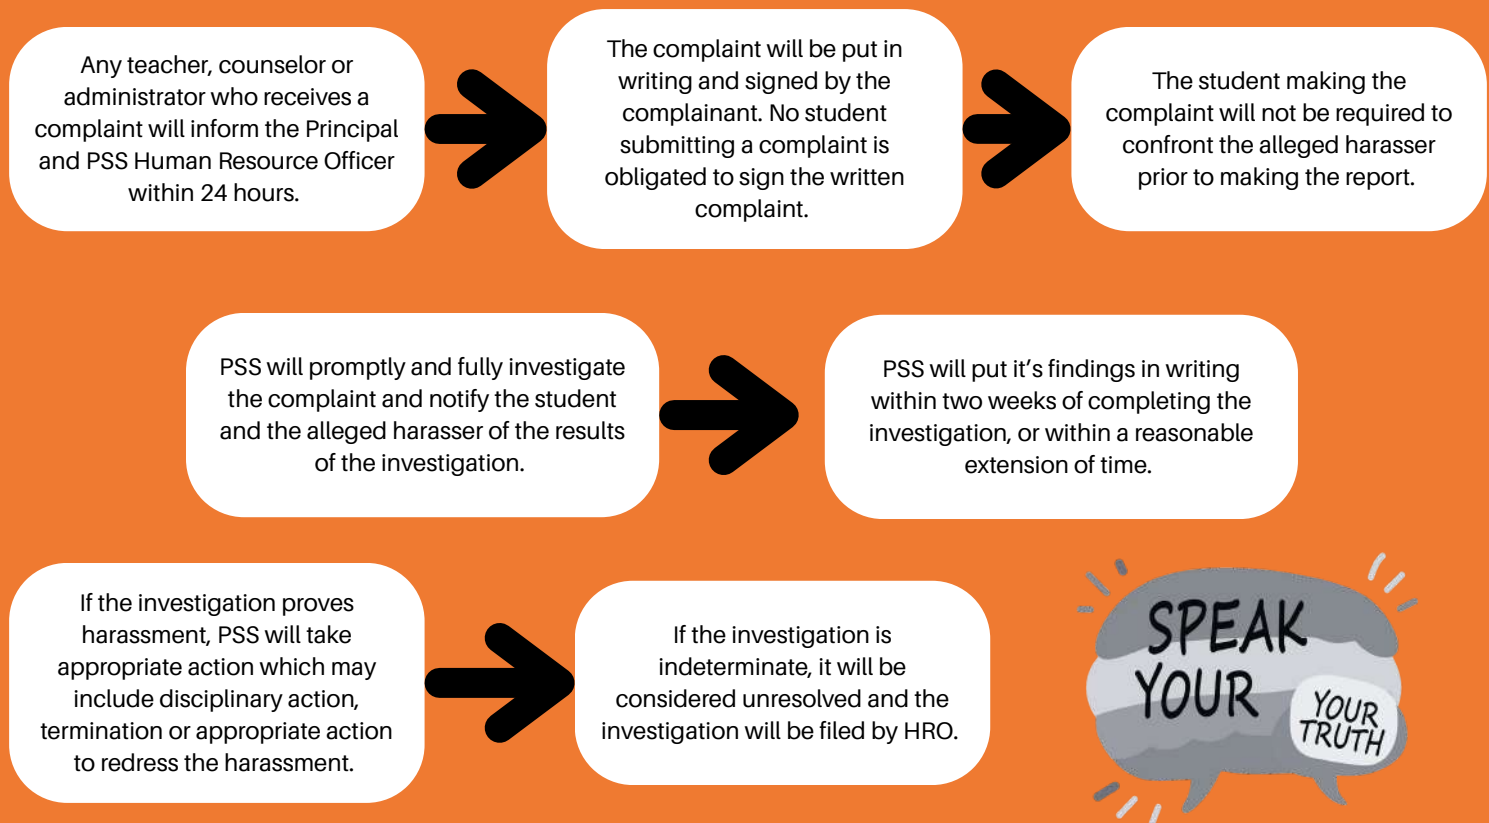 Any teacher, counselor or
administrator who receives a
complaint will inform the Principal
and PSS Human Resource Officer
within 24 hours.
The complaint will be put in
writing and signed by the
complainant. No student
submitting a complaint is
obligated to sign the written
complaint.
The student making the
complaint will not be required to
confront the alleged harasser
prior to making the report.
PSS will promptly and fully investigate
the complaint and notify the student
and the alleged harasser of the results
of the investigation.
PSS will put it’s findings in writing
within two weeks of completing the
investigation, or within a reasonable
extension of time.
If the investigation proves
harassment, PSS will take
appropriate action which may
include disciplinary action,
termination or appropriate action
to redress the harassment.
If the investigation is
indeterminate, it will be
considered unresolved and the
investigation will be filed by HRO.
SPEAK
YOUR
YOUR
TRUTH